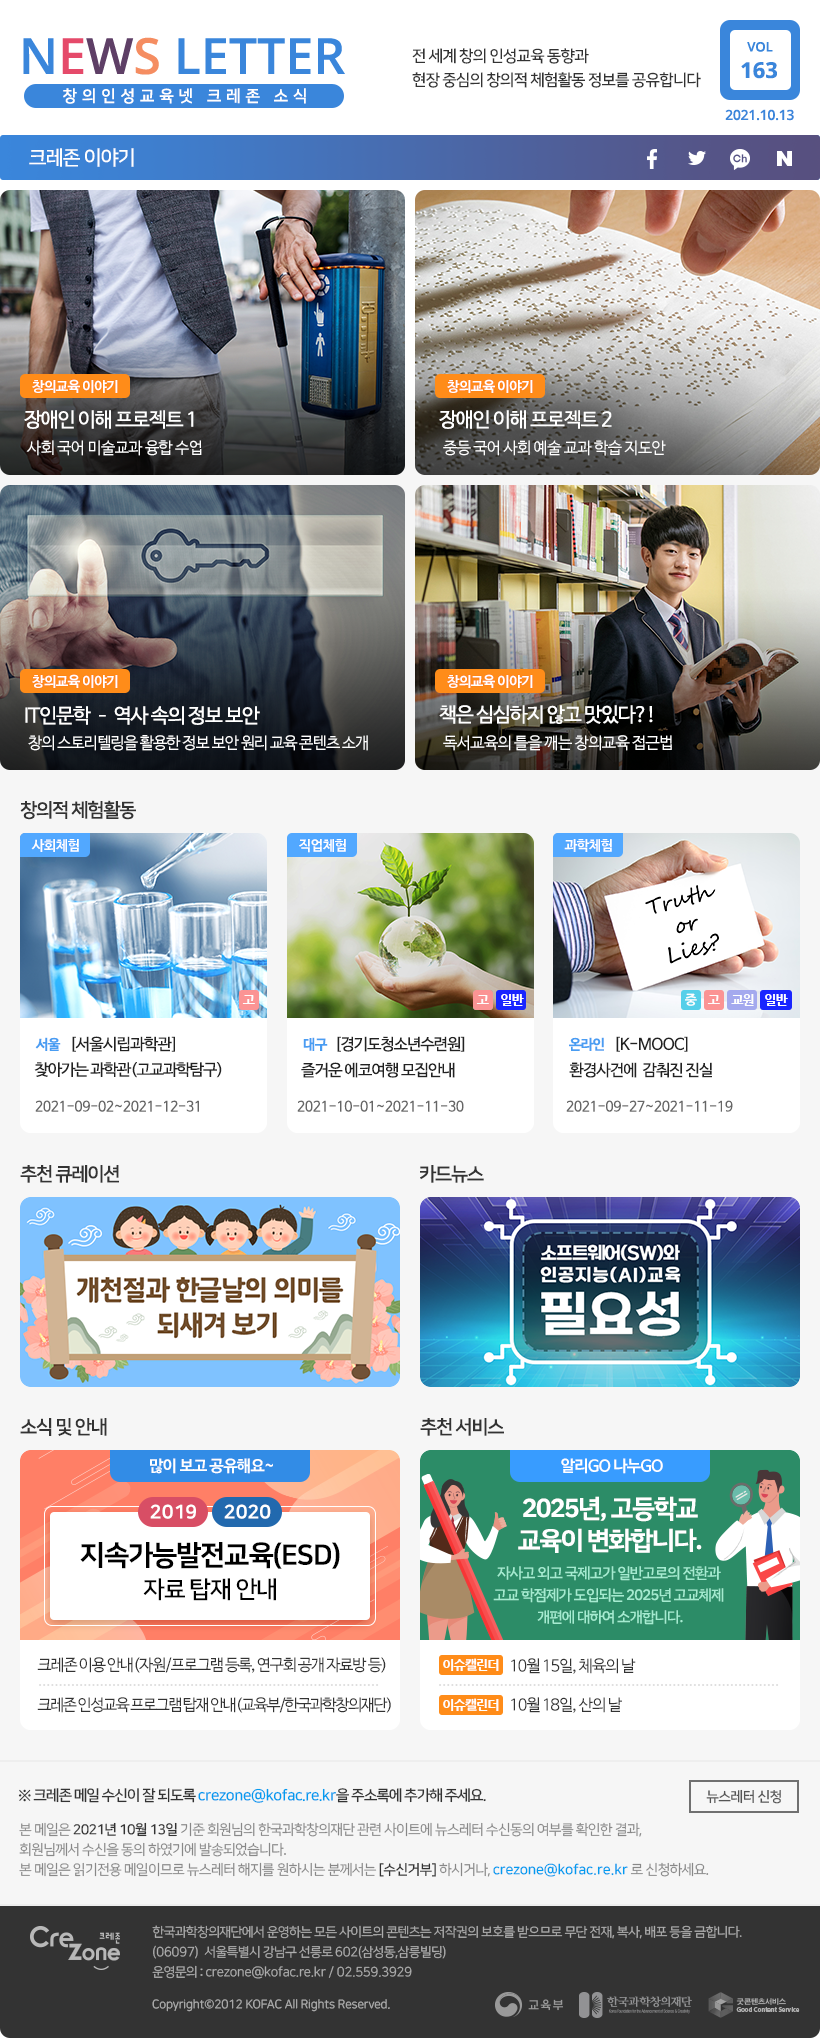 NEWS LETTER
창의인성교육넷 크레존 소식
전 세계 창의 인성교육 동향과
현장 중심의 창의적 체험활동 정보를 공유합니다
VOL
163
2021.10.13
크레존 이야기
f Ch N
창의교육 이야기
장애인 이해 프로젝트 1
사회 국어 미술교과 융합 수업
창의교육 이야기
장애인 이해 프로젝트 2
중등 국어 사회 예술 교과 학습 지도안
창의교육 이야기
IT인문학 - 역사 속의 정보 보안
창의 스토리텔링을 활용한 정보 보안 원리 교육 콘텐츠 소개
창의교육 이야기
책은 심심하지 않고 맛있다?!
독서교육의 틀을 깨는 창의교육 접근법
창의적 체험활동
사회체험
고
서울 [서울시립과학관]
찾아가는 과학관(고교과학탐구)
2021-09-02~2021-12-31
직업체험
고 일반
대구 [경기도청소년수련원]
즐거운 에코여행 모집안내
2021-10-01~2021-11-30
과학체험
Truth
or
Lies?
중 고 교원 일반
온라인 [K-MOOC]
환경사건에 감춰진 진실
2021-09-27~2021-11-19
추천 큐레이션
개천절과 한글날의 의미를
되새겨 보기
카드뉴스
소프트웨어(SW)와
인공지능(AI)교육
필요성
소식 및 안내
많이 보고 공유해요~
2019 2020
지속가능발전교육(ESD)
자료 탑재 안내
크레존 이용 안내(자원/프로그램 등록, 연구회 공개 자료방 등)
크레존 인성교육 프로그램 탑재 안내(교육부/한국과학창의재단)
추천 서비스
알리GO 나누GO
2025년, 고등학교
교육이 변화합니다.
자사고 외고 국제고가 일반고로의 전환과
고교 학점제가 도입되는 2025년 고교체제
개편에 대하여 소개합니다.
이슈캘린더 10월 15일, 체육의 날
이슈캘린더 10월 18일, 산의 날
※ 크레존 메일 수신이 잘 되도록 crezone@kofac.re.kr을 주소록에 추가해 주세요.
뉴스레터 신청
본 메일은 2021년 10월 13일 기준 회원님의 한국과학창의재단 관련 사이트에 뉴스레터 수신동의 여부를 확인한 결과,
회원님께서 수신을 동의 하였기에 발송되었습니다.
본 메일은 읽기전용 메일이므로 뉴스레터 해지를 원하시는 분께서는 [수신거부] 하시거나, crezone@kofac.re.kr 로 신청하세요.
CreZone 크레존
한국과학창의재단에서 운영하는 모든 사이트의 콘텐츠는 저작권의 보호를 받으므로 무단 전재, 복사, 배포 등을 금합니다.
(06097) 서울특별시 강남구 선릉로 602(삼성동,삼릉빌딩)
운영문의 : crezone@kofac.re.kr / 02.559.3929
Copyright©2012 KOFAC All Rights Reserved.
교육부
한국과학창의재단
굿콘텐츠서비스
Good Content Service